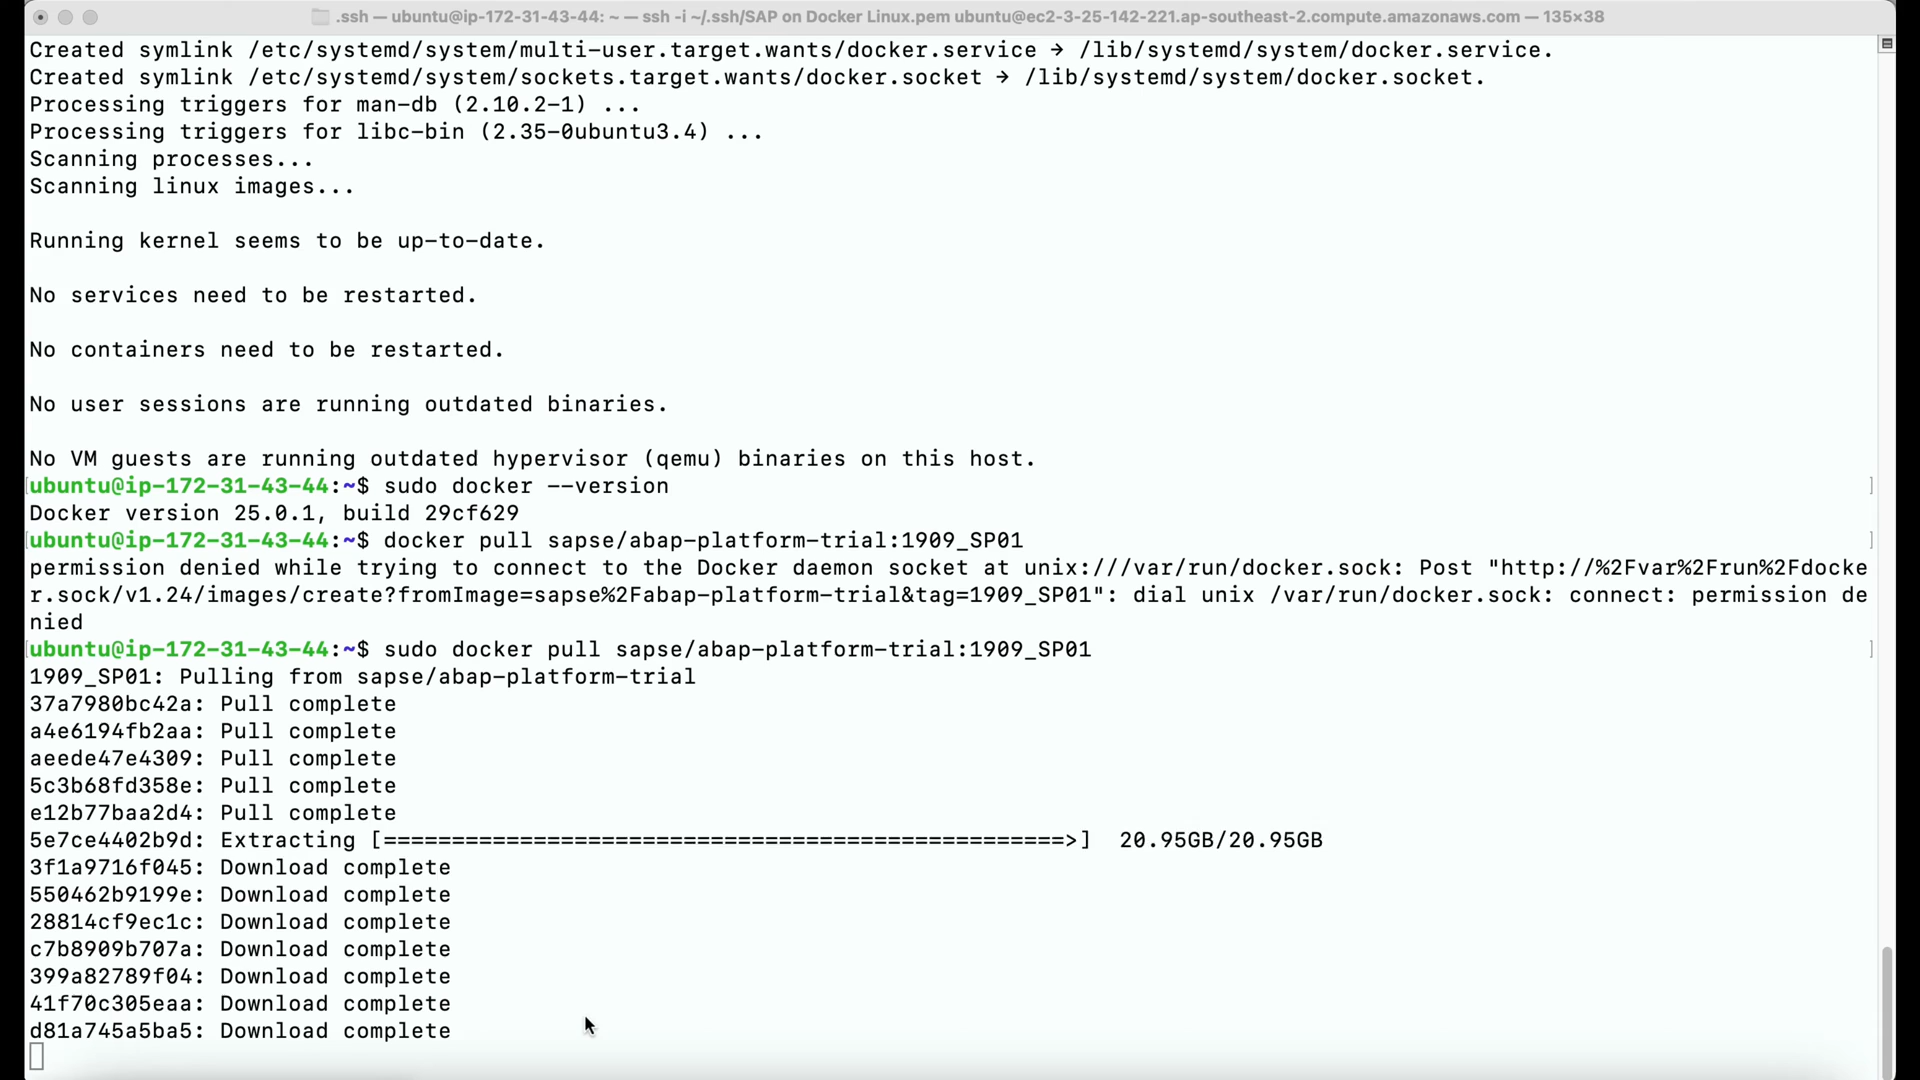 .ssh — ubuntu@ip-172-31-43-44: ~ — ssh -i ~/.ssh/SAP on Docker Linux.pem ubuntu@ec2-3-25-142-221.ap-southeast-2.compute.amazonaws.com — 135×38
Created symlink /etc/systemd/system/multi-user.target.wants/docker.service → /lib/systemd/system/docker.service.
Created symlink /etc/systemd/system/sockets.target.wants/docker.socket → /lib/systemd/system/docker.socket.
Processing triggers for man-db (2.10.2-1) ...
Processing triggers for libc-bin (2.35-0ubuntu3.4) ...
Scanning processes...
Scanning linux images...
Running kernel seems to be up-to-date.
No services need to be restarted.
No containers need to be restarted.
No user sessions are running outdated binaries.
No VM guests are running outdated hypervisor (qemu) binaries on this host.
[ubuntu@ip-172-31-43-44:~$ sudo docker --version ]
Docker version 25.0.1, build 29cf629
[ubuntu@ip-172-31-43-44:~$ docker pull sapse/abap-platform-trial:1909_SP01 ]
permission denied while trying to connect to the Docker daemon socket at unix:///var/run/docker.sock: Post "http://%2Fvar%2Frun%2Fdocke
r.sock/v1.24/images/create?fromImage=sapse%2Fabap-platform-trial&tag=1909_SP01": dial unix /var/run/docker.sock: connect: permission de
nied
[ubuntu@ip-172-31-43-44:~$ sudo docker pull sapse/abap-platform-trial:1909_SP01 ]
1909_SP01: Pulling from sapse/abap-platform-trial
37a7980bc42a: Pull complete
a4e6194fb2aa: Pull complete
aeede47e4309: Pull complete
5c3b68fd358e: Pull complete
e12b77baa2d4: Pull complete
5e7ce4402b9d: Extracting [==================================================>]  20.95GB/20.95GB
3f1a9716f045: Download complete
550462b9199e: Download complete
28814cf9ec1c: Download complete
c7b8909b707a: Download complete
399a82789f04: Download complete
41f70c305eaa: Download complete
d81a745a5ba5: Download complete